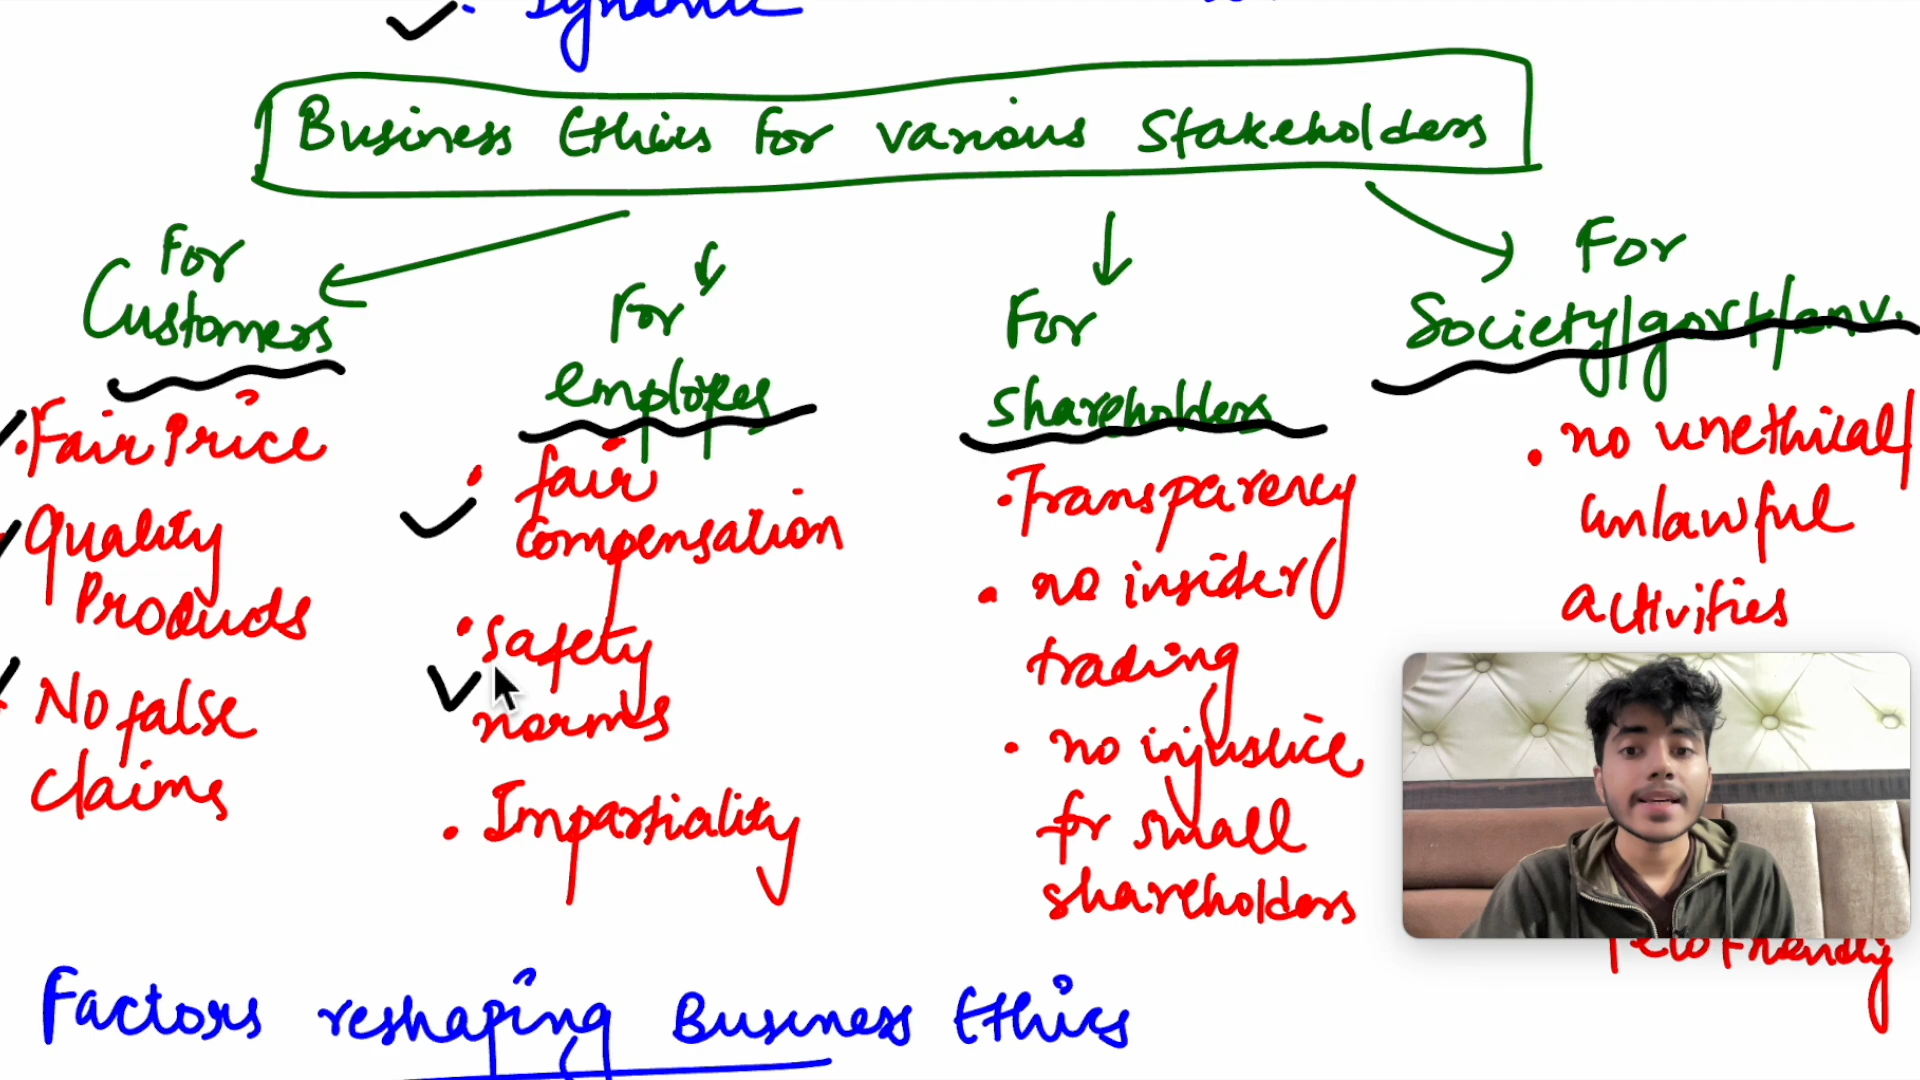 Dynamic
Business Ethics For various Stakeholders
For
Customers
• Fair Price
• Quality
Products
• No false
Claims
For
employees
• fair
Compensation
• Safety
norms
• Impartiality
For
shareholders
• Transparency
• no insider
trading
• no injustice
for small
shareholders
For
Society/govt/env.
• no unethical/
unlawful
activities
Friendly
Factors reshaping Business Ethics